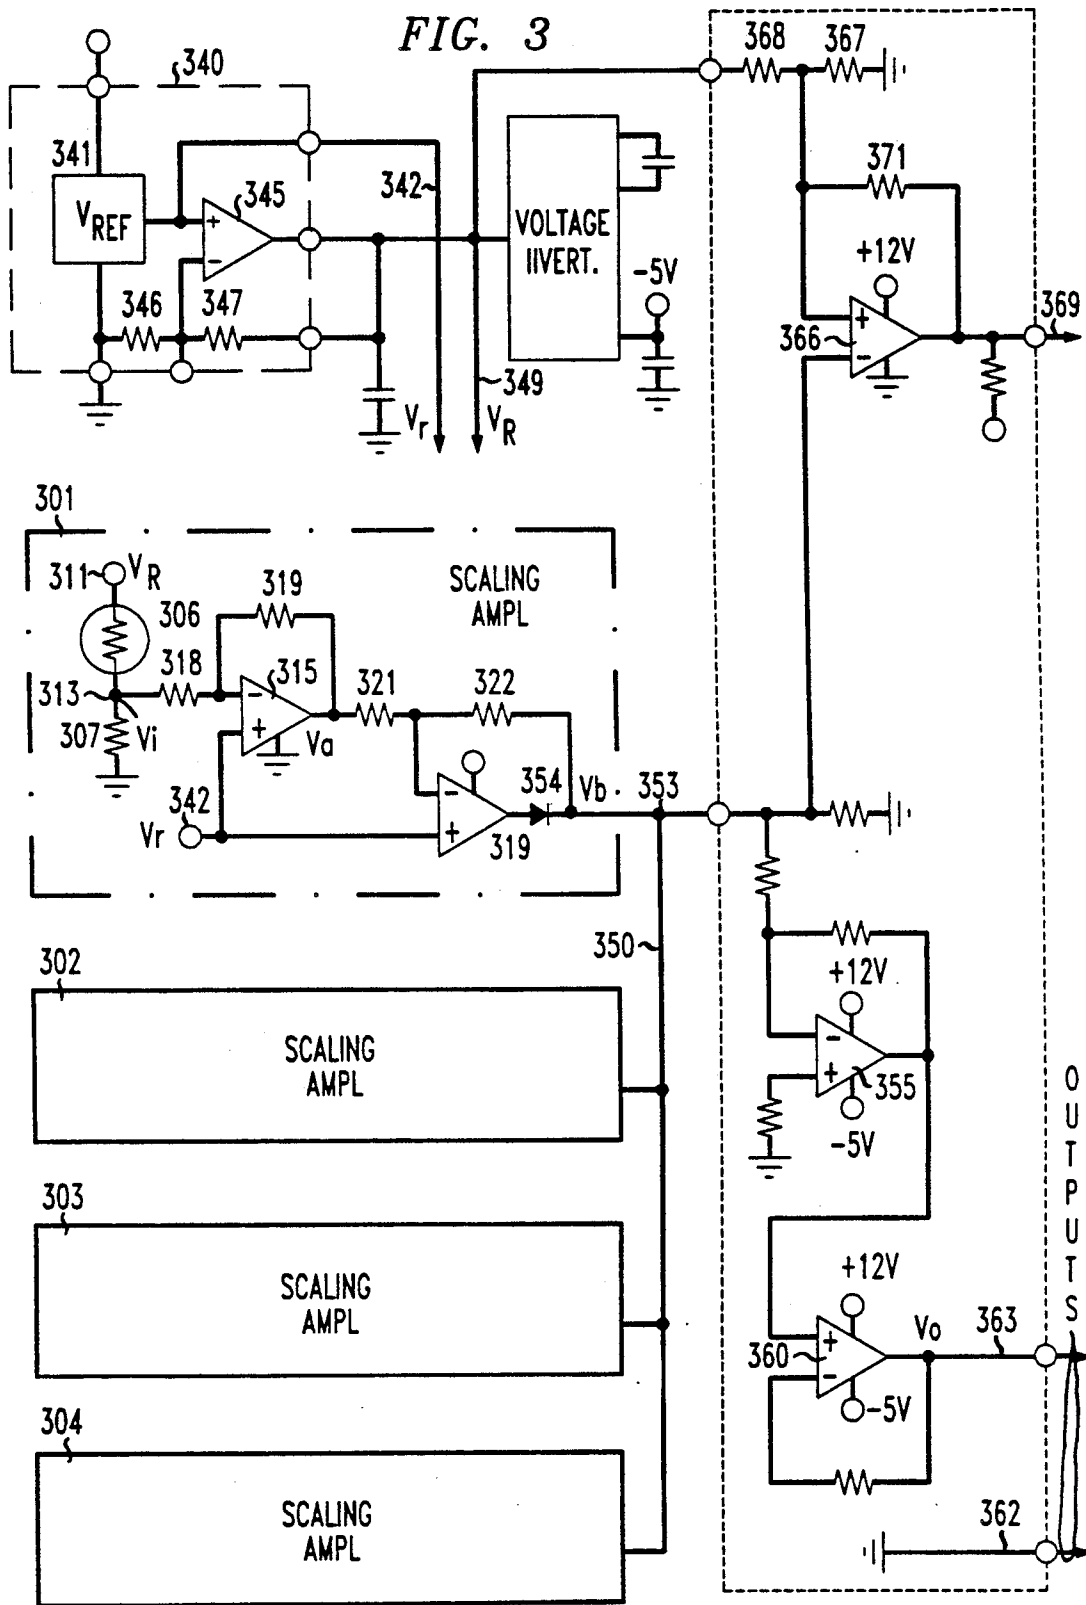 FIG. 3
340
341
VREF
+
345
−
346
347
342
Vr
349
VR
VOLTAGE
IIVERT.
-5V
368
367
371
+12V
+
366
−
369
301
311
VR
306
SCALING
AMPL
319
318
313
Vi
307
−
315
+
Va
321
322
342
Vr
−
+
354
319
Vb
353
350
302
SCALING
AMPL
303
SCALING
AMPL
304
SCALING
AMPL
+12V
−
+
355
-5V
+12V
+
360
−
-5V
Vo
363
362
OUTPUTS